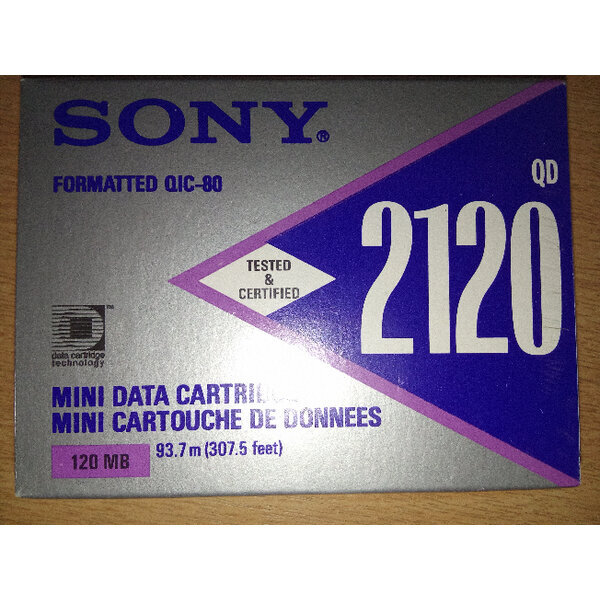 SONY®
FORMATTED QIC-80
QD
2120
TESTED
&
CERTIFIED
TM
data cartridge
technology
MINI DATA
MINI CARTOUCHE DE DONNEES
120 MB
93.7 m (307.5 feet)